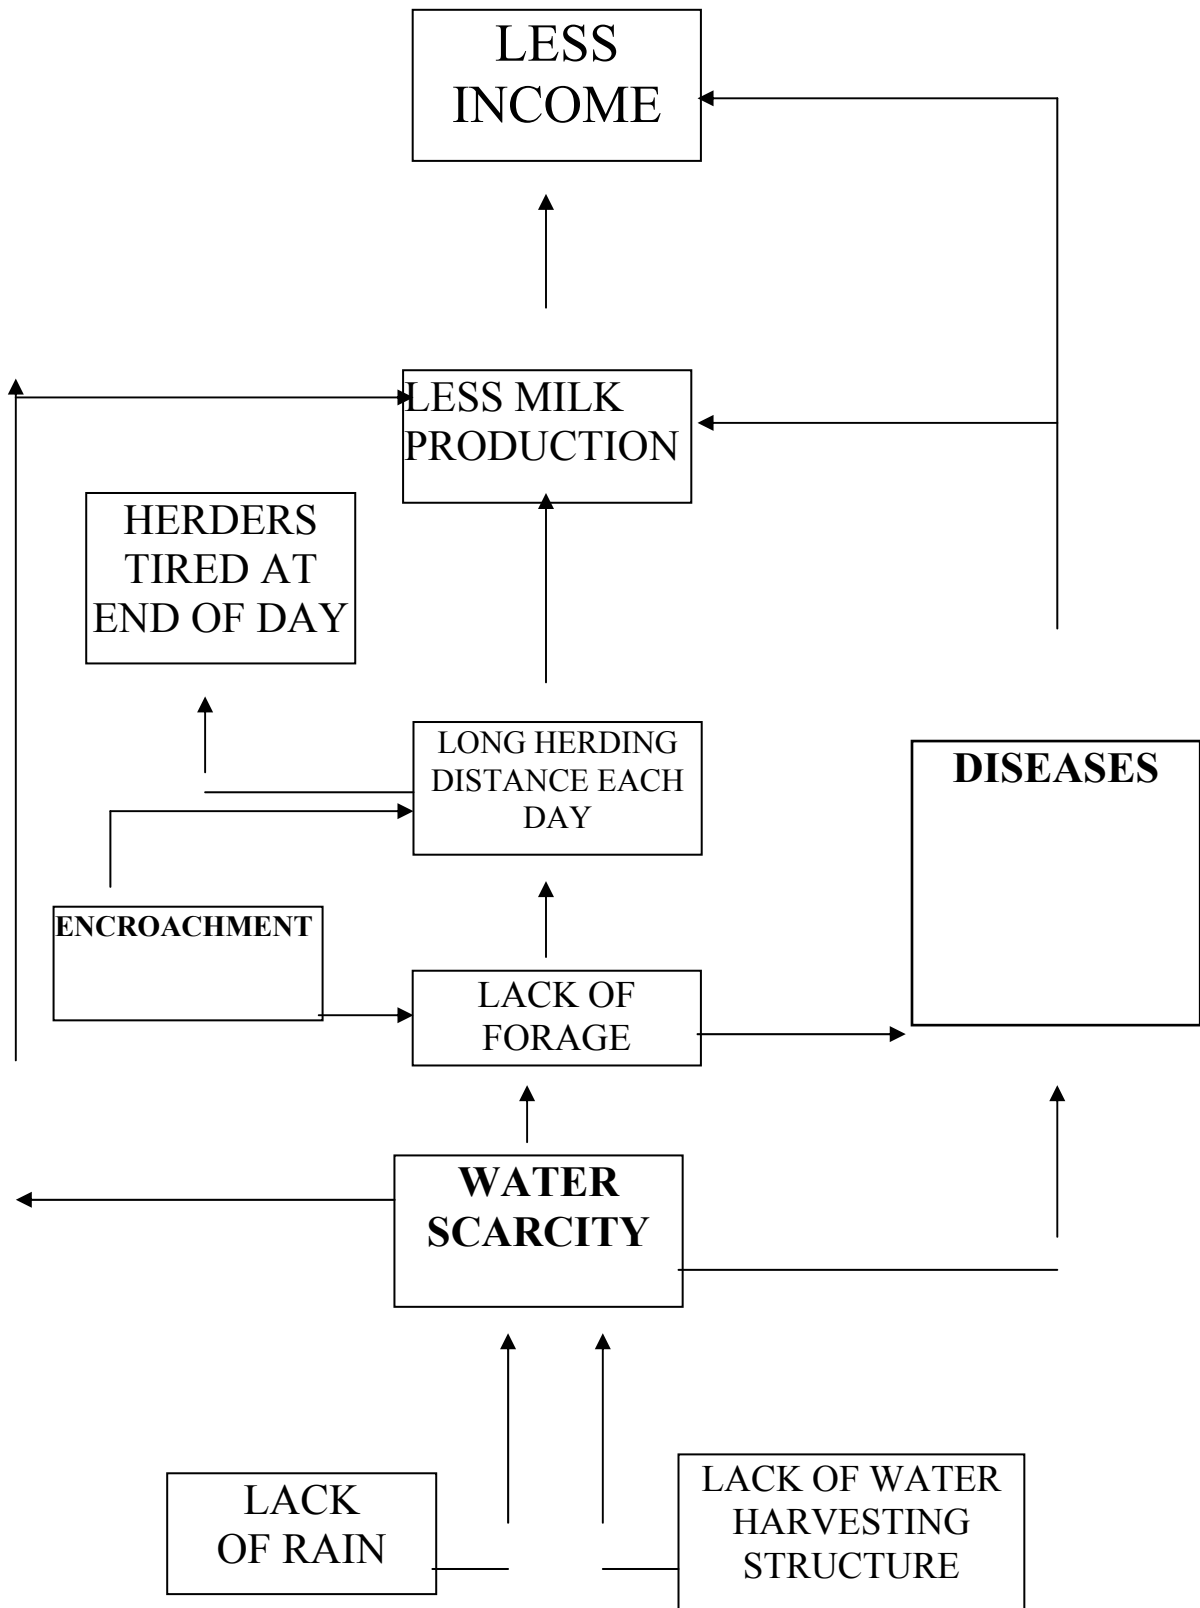 LESS
INCOME
LESS MILK
PRODUCTION
HERDERS
TIRED AT
END OF DAY
LONG HERDING
DISTANCE EACH
DAY
DISEASES
ENCROACHMENT
LACK OF
FORAGE
WATER
SCARCITY
LACK
OF RAIN
LACK OF WATER
HARVESTING
STRUCTURE